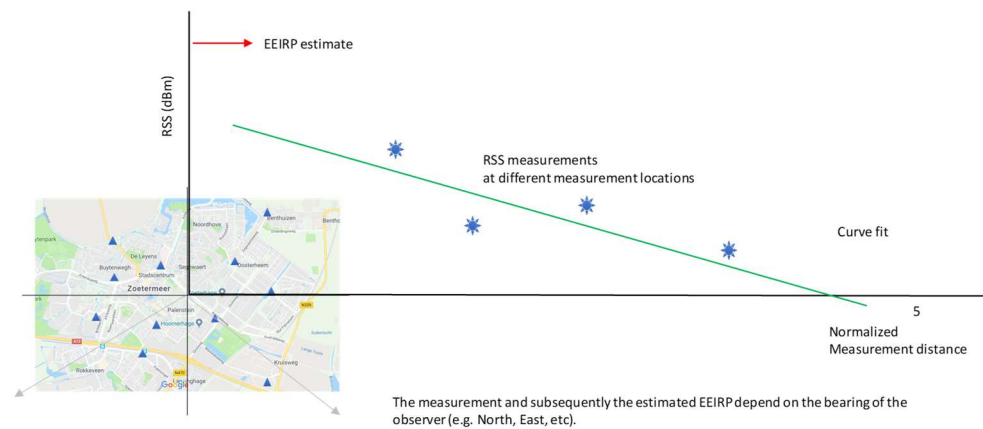 EEIRP estimate
RSS (dBm)
RSS measurements
at different measurement locations
Curve fit
5
Normalized
Measurement distance
Noordhove
Benthuizen
De Leyens
Buytenwegh
Stadscentrum
Oosterheem
Zoetermeer
Palenstein
Rokkeveen
Kruisweg
Google
The measurement and subsequently the estimated EEIRP depend on the bearing of the
observer (e.g. North, East, etc).